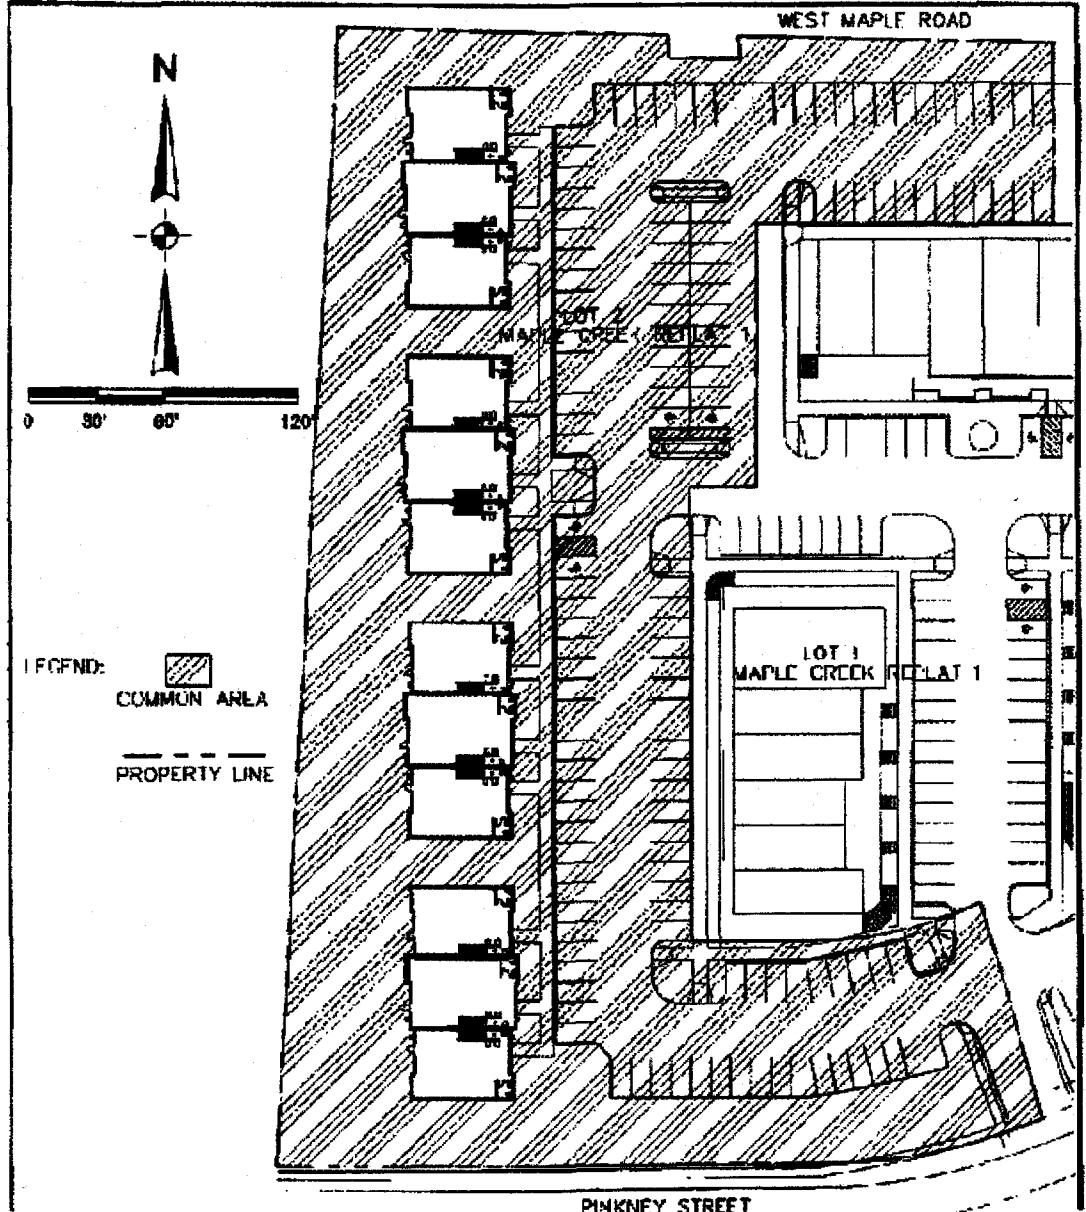 WEST MAPLE ROAD
N
LOT 2
MAPLE CREEK REPLAT 1
0 30' 60' 120'
LEGEND:
COMMON AREA
LOT 1
MAPLE CREEK REPLAT 1
PROPERTY LINE
PINKNEY STREET